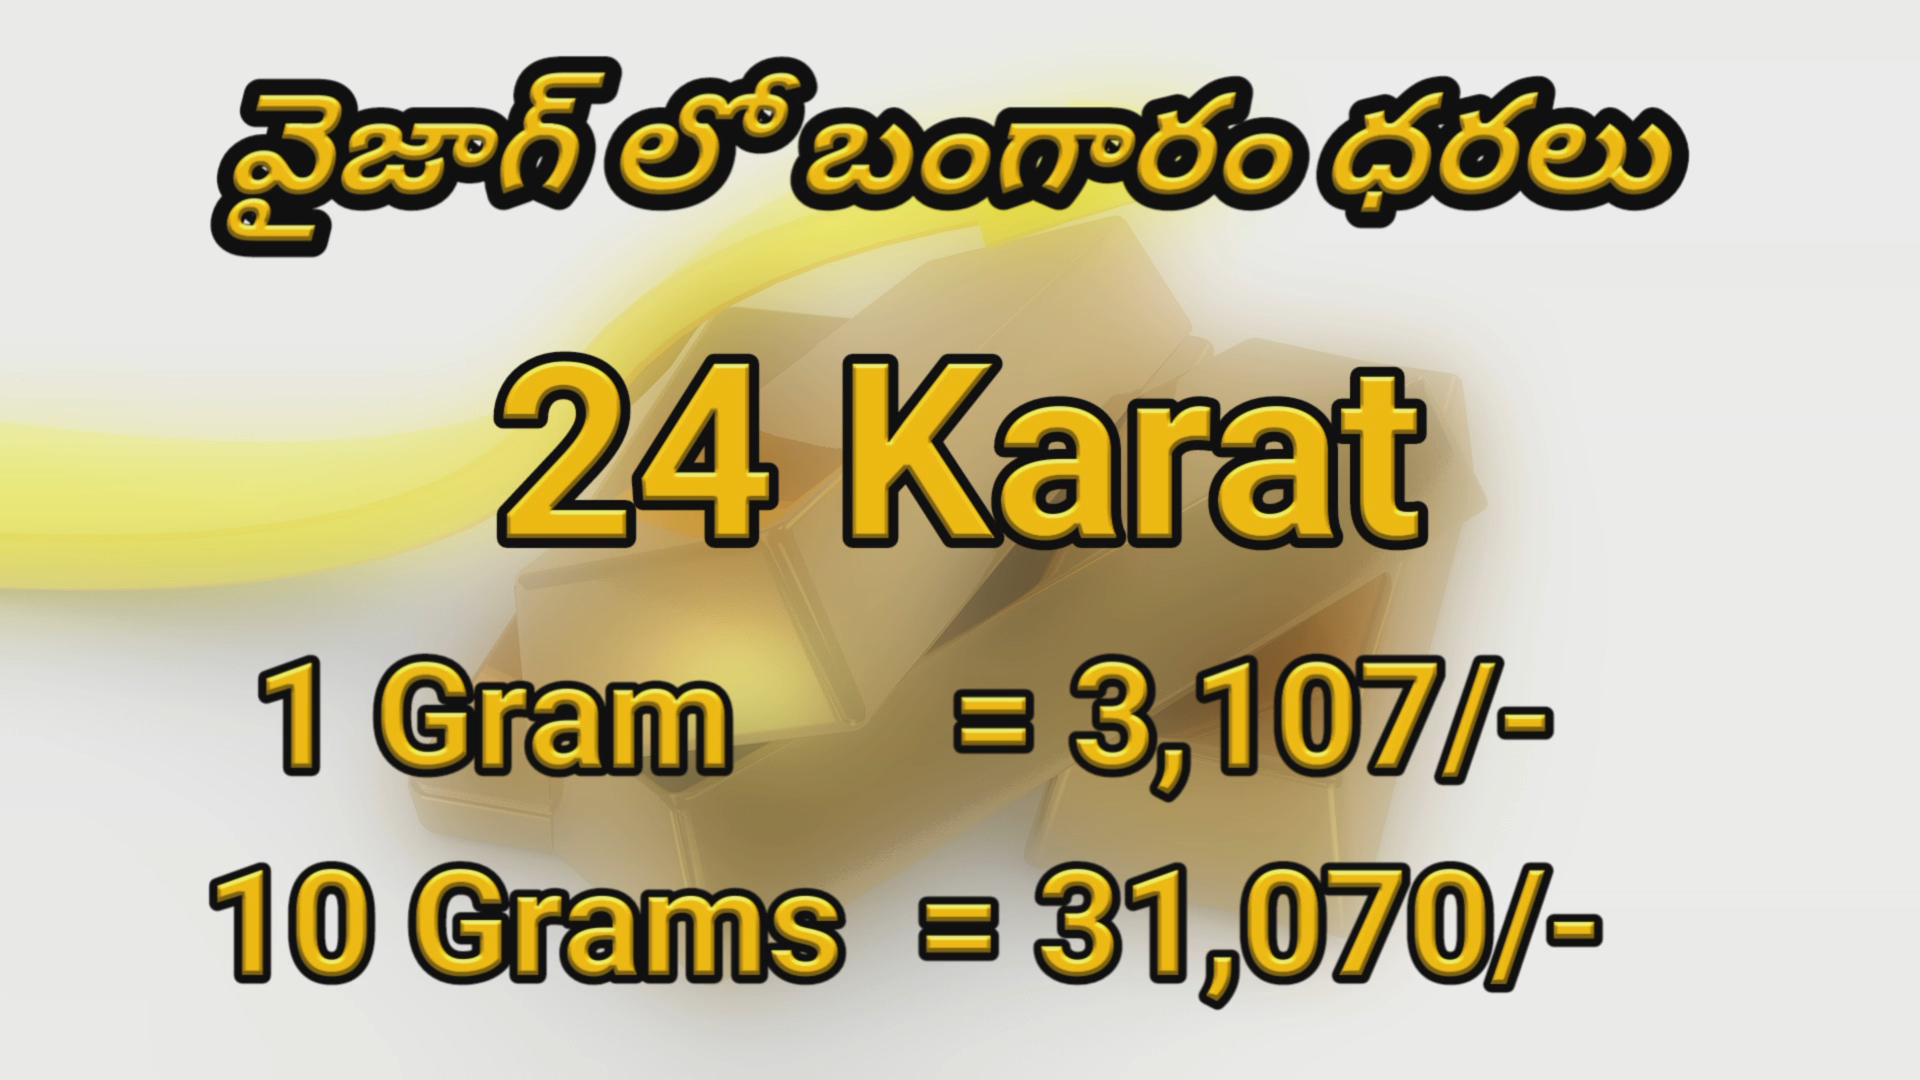 వైజాగ్ లో బంగారం ధరలు
24 Karat
1 Gram = 3,107/-
10 Grams = 31,070/-